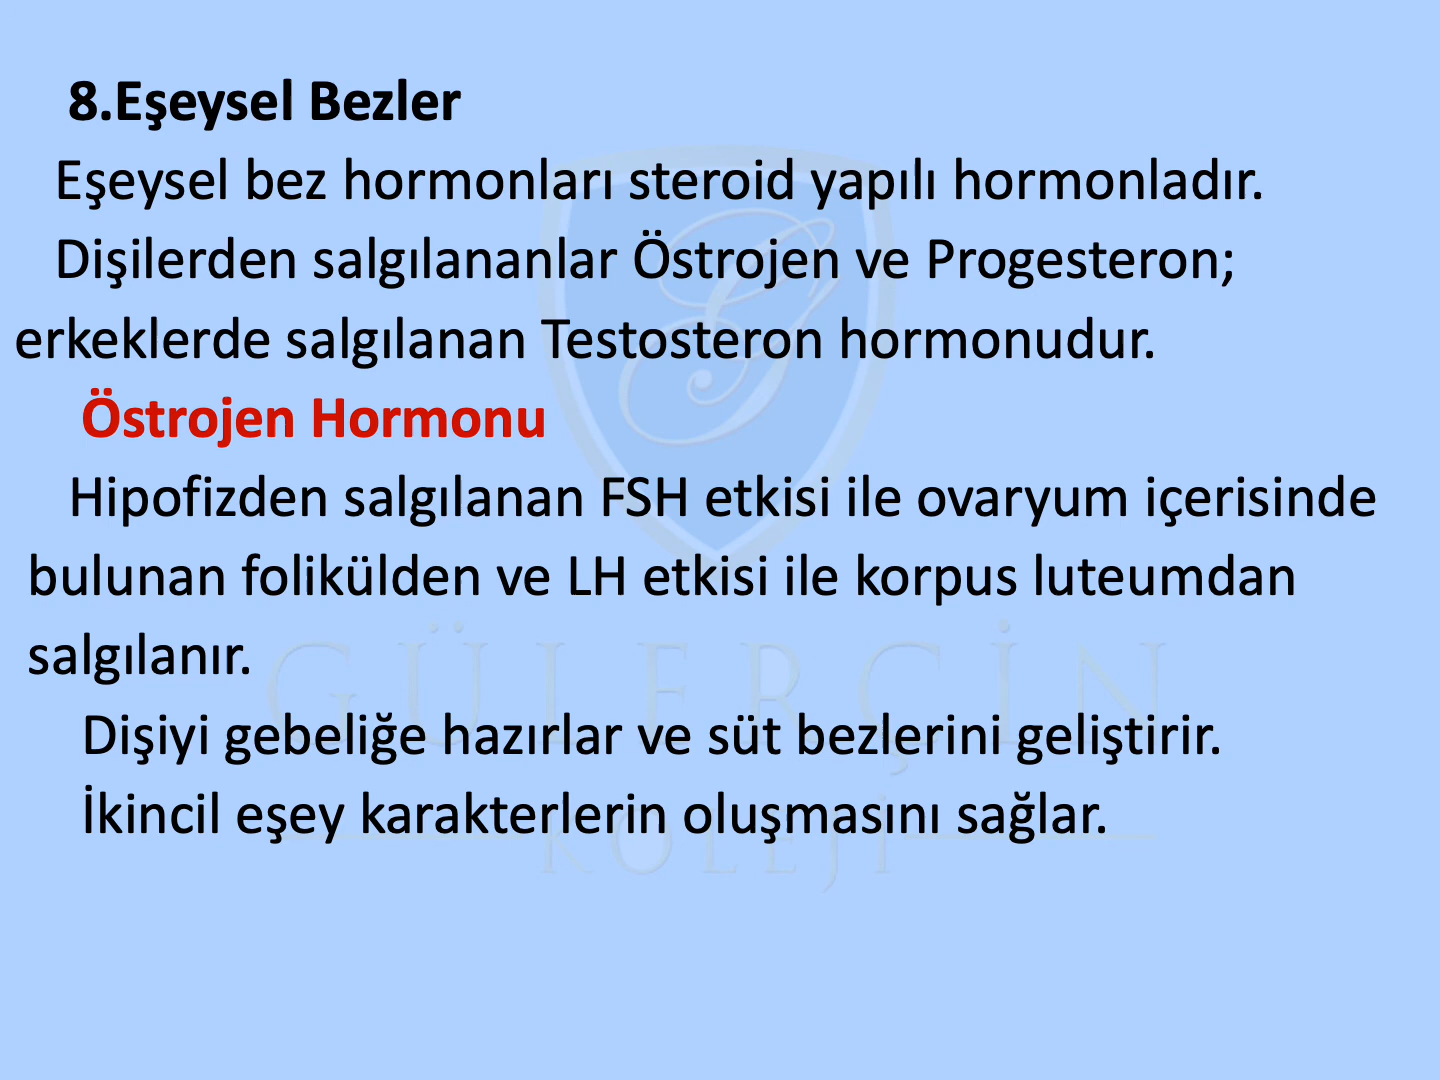 8.Eşeysel Bezler
Eşeysel bez hormonları steroid yapılı hormonladır.
Dişilerden salgılananlar Östrojen ve Progesteron;
erkeklerde salgılanan Testosteron hormonudur.
Östrojen Hormonu
Hipofizden salgılanan FSH etkisi ile ovaryum içerisinde
bulunan folikülden ve LH etkisi ile korpus luteumdan
salgılanır.
GÜLERÇİN
Dişiyi gebeliğe hazırlar ve süt bezlerini geliştirir.
İkincil eşey karakterlerin oluşmasını sağlar.
KOLEJİ